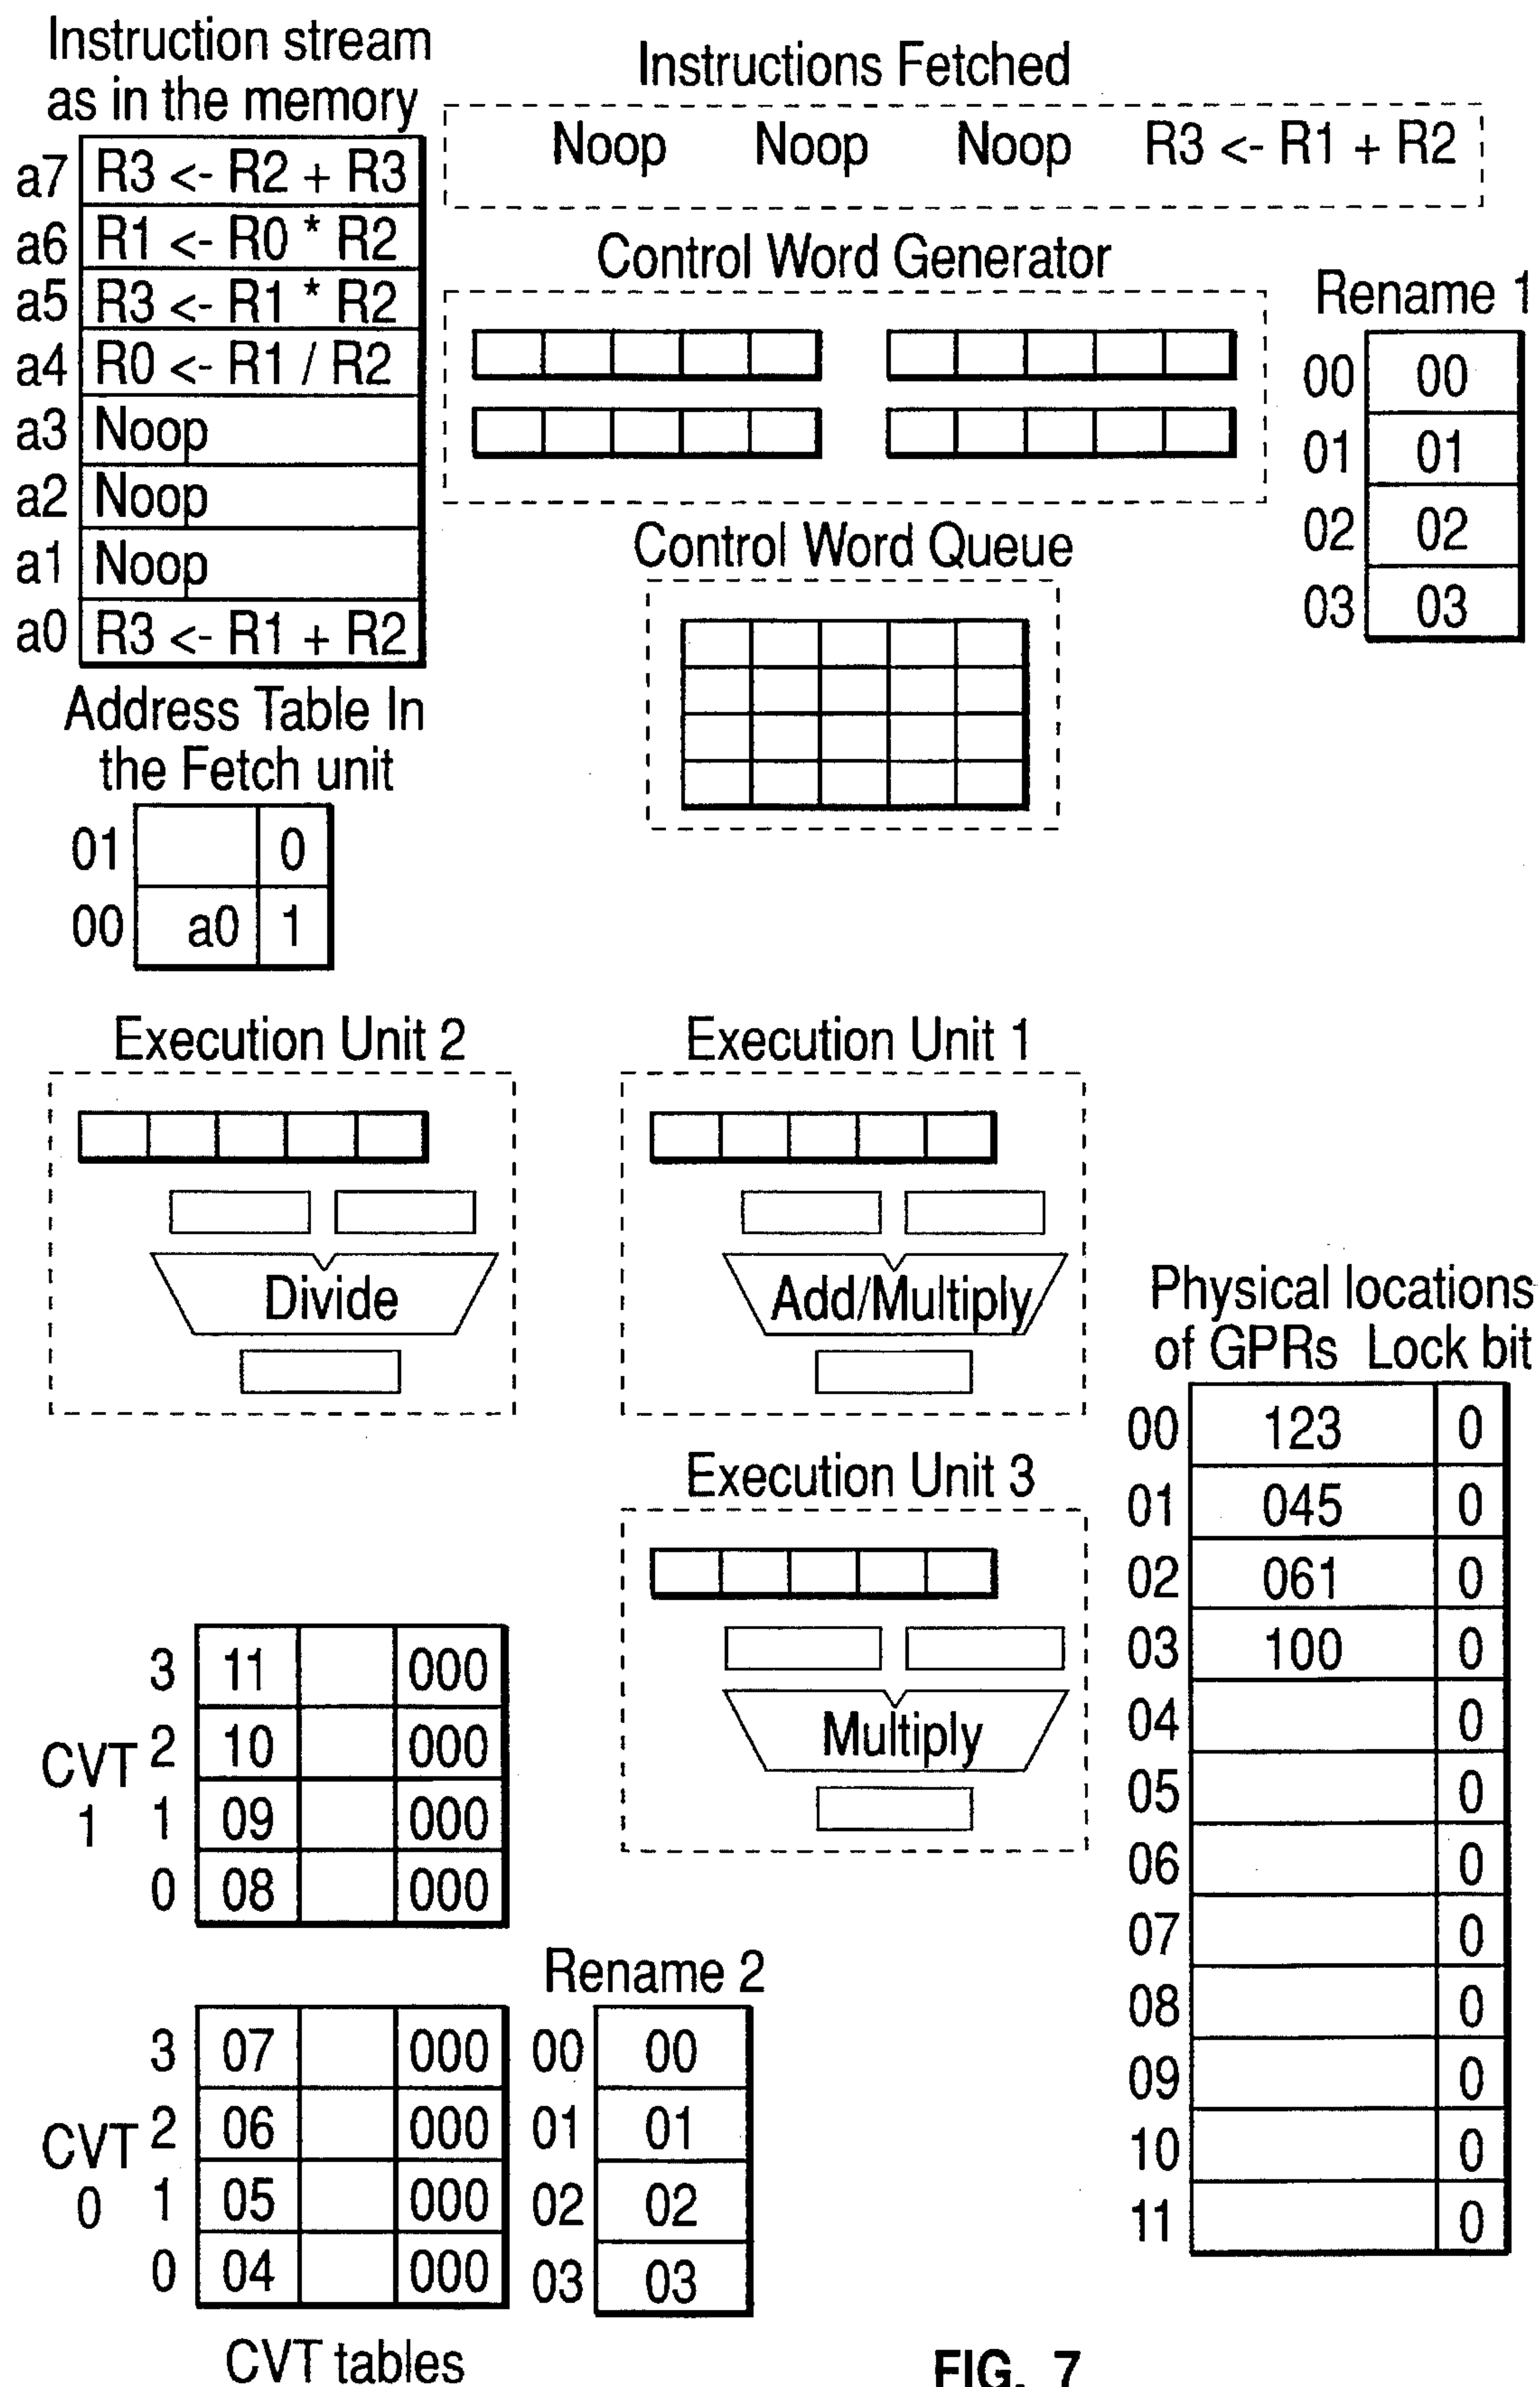 Instruction stream
as in the memory
a7 R3 <- R2 + R3
a6 R1 <- R0 * R2
a5 R3 <- R1 * R2
a4 R0 <- R1 / R2
a3 Noop
a2 Noop
a1 Noop
a0 R3 <- R1 + R2
Instructions Fetched
Noop Noop Noop R3 <- R1 + R2
Control Word Generator
Rename 1
00 00
01 01
02 02
03 03
Control Word Queue
Address Table In
the Fetch unit
01 0
00 a0 1
Execution Unit 2
Divide
Execution Unit 1
Add/Multiply
Execution Unit 3
Multiply
Physical locations
of GPRs Lock bit
00 123 0
01 045 0
02 061 0
03 100 0
04 0
05 0
06 0
07 0
08 0
09 0
10 0
11 0
CVT
1
3 11 000
2 10 000
1 09 000
0 08 000
CVT
0
3 07 000
2 06 000
1 05 000
0 04 000
Rename 2
00 00
01 01
02 02
03 03
CVT tables
FIG. 7